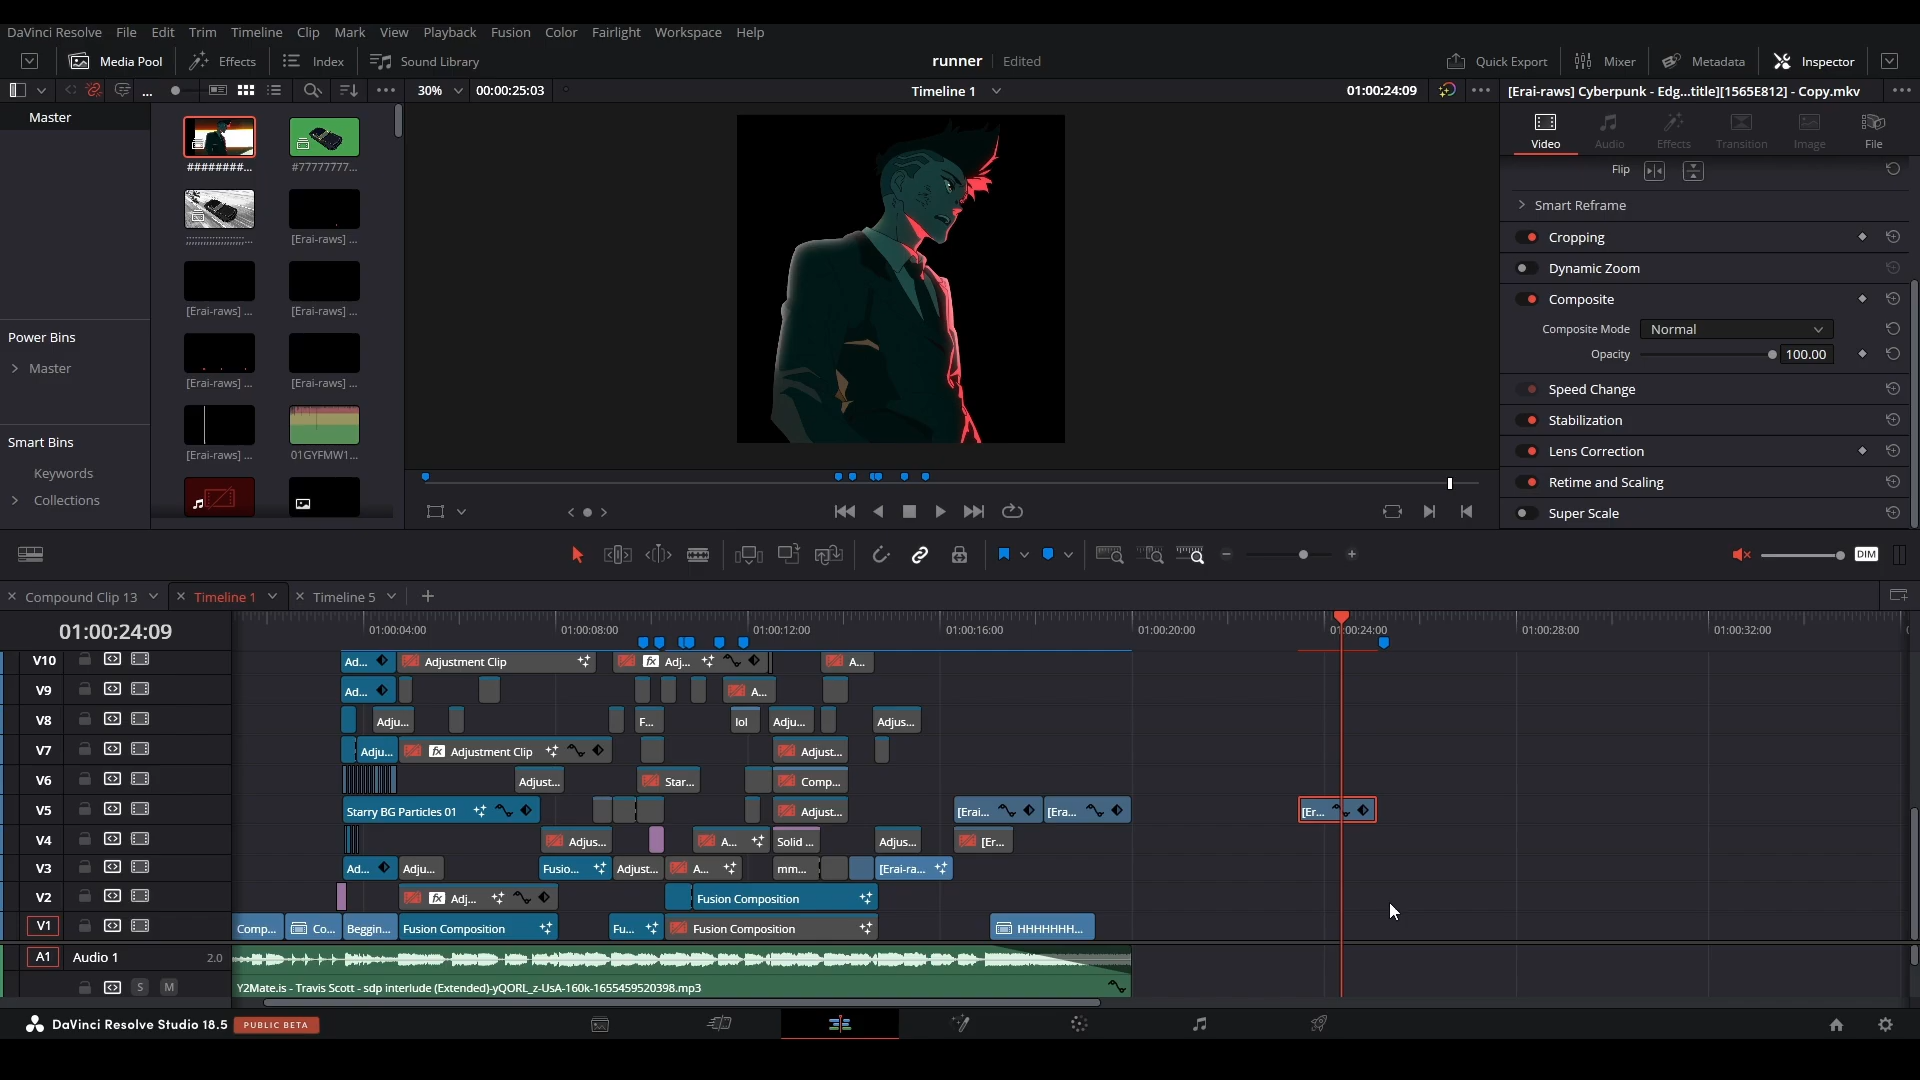 DaVinci Resolve File Edit Trim Timeline Clip Mark View Playback Fusion Color Fairlight Workspace Help
Media Pool Effects Index Sound Library runner Edited Quick Export Mixer Metadata Inspector
... 30% 00:00:25:03 Timeline 1 01:00:24:09 [Erai-raws] Cyberpunk - Edg...title][1565E812] - Copy.mkv
Master
Video Audio Effects Transition Image File
########... #77777777...
Flip
Smart Reframe
[Erai-raws] ...
Cropping
Dynamic Zoom
Composite
[Erai-raws] ... [Erai-raws] ...
Composite Mode Normal
Power Bins
Opacity 100.00
Master
[Erai-raws] ... [Erai-raws] ...
Speed Change
Stabilization
Smart Bins
Lens Correction
[Erai-raws] ... 01GYFMW1...
Keywords
Retime and Scaling
Collections
Super Scale
DIM
Compound Clip 13 Timeline 1 Timeline 5
01:00:24:09 01:00:04:00 01:00:08:00 01:00:12:00 01:00:16:00 01:00:20:00 01:00:24:00 01:00:28:00 01:00:32:00
V10 Ad... Adjustment Clip fx Adj... A...
V9 Ad... A...
V8 Adju... F... lol Adju... Adjus...
V7 Adju... fx Adjustment Clip Adjust...
V6 Adjust... Star... Comp...
V5 Starry BG Particles 01 Adjust... [Erai... [Era... [Er...
V4 Adjus... A... Solid ... Adjus... [Er...
V3 Ad... Adju... Fusio... Adjust... A... mm... [Erai-ra...
V2 fx Adj... Fusion Composition
V1 Comp... Co... Beggin... Fusion Composition Fu... Fusion Composition HHHHHHH...
A1 Audio 1 2.0
S M Y2Mate.is - Travis Scott - sdp interlude (Extended)-yQORL_z-UsA-160k-1655459520398.mp3
DaVinci Resolve Studio 18.5 PUBLIC BETA